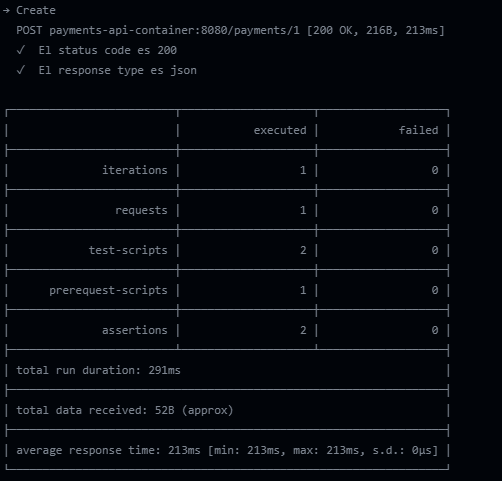 → Create
POST payments-api-container:8080/payments/1 [200 OK, 216B, 213ms]
✓ El status code es 200
✓ El response type es json
executed failed
iterations 1 0
requests 1 0
test-scripts 2 0
prerequest-scripts 1 0
assertions 2 0
total run duration: 291ms
total data received: 52B (approx)
average response time: 213ms [min: 213ms, max: 213ms, s.d.: 0µs]